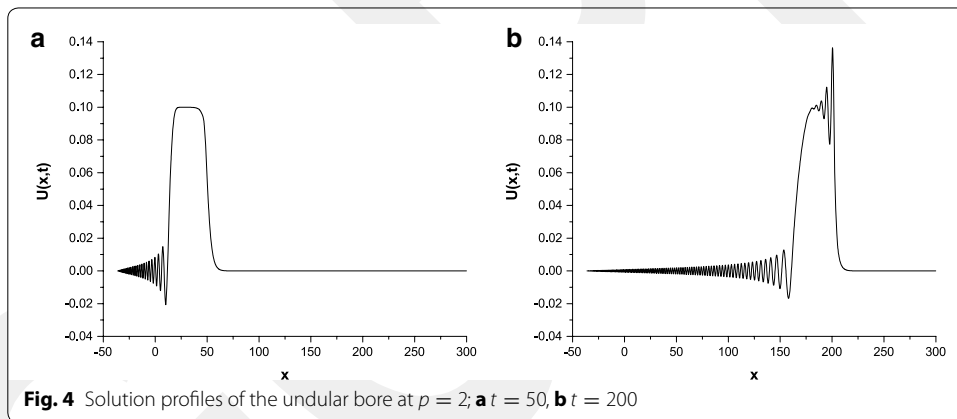 a
0.14
0.12
0.10
0.08
0.06
0.04
0.02
0.00
-0.02
-0.04
U(x,t)
-50 0 50 100 150 200 250 300
x
b
0.14
0.12
0.10
0.08
0.06
0.04
0.02
0.00
-0.02
-0.04
U(x,t)
-50 0 50 100 150 200 250 300
x
Fig. 4 Solution profiles of the undular bore at p = 2; a t = 50, b t = 200